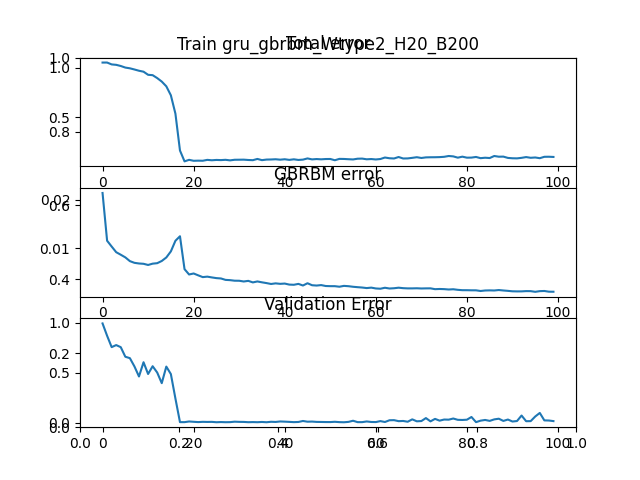 Train gru_gbrbm_Wtype2_H20_B200
Total error
1.0
1.0
0.5
0.8
0 20 40 60 80 100
GBRBM error
0.02
0.6
0.01
0.4
0 20 40 60 80 100
Validation Error
1.0
0.2
0.5
0.0
0.0
0.0 0 0.2 20 0.4 40 0.6 60 80 0.8 100 1.0